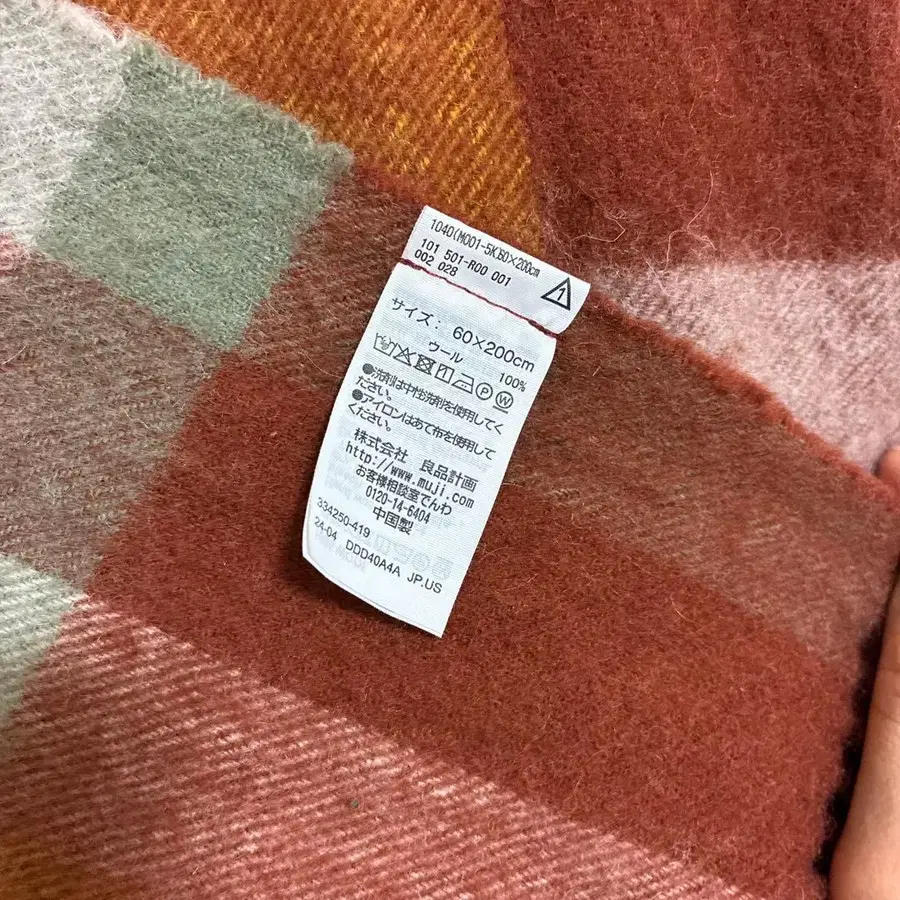 104D(M001-5K)60×200cm
101 501-R00 001
002 028
1
サイズ: 60×200cm
ウール 100%
P W
●洗剤は中性洗剤を使用してく
ださい。
●アイロンはあて布を使用して
ください。
株式会社 良品計画
http://www.muji.com
お客様相談室でんわ
0120-14-6404
中国製
334250-419
24-04 DDD40A4A JP.US